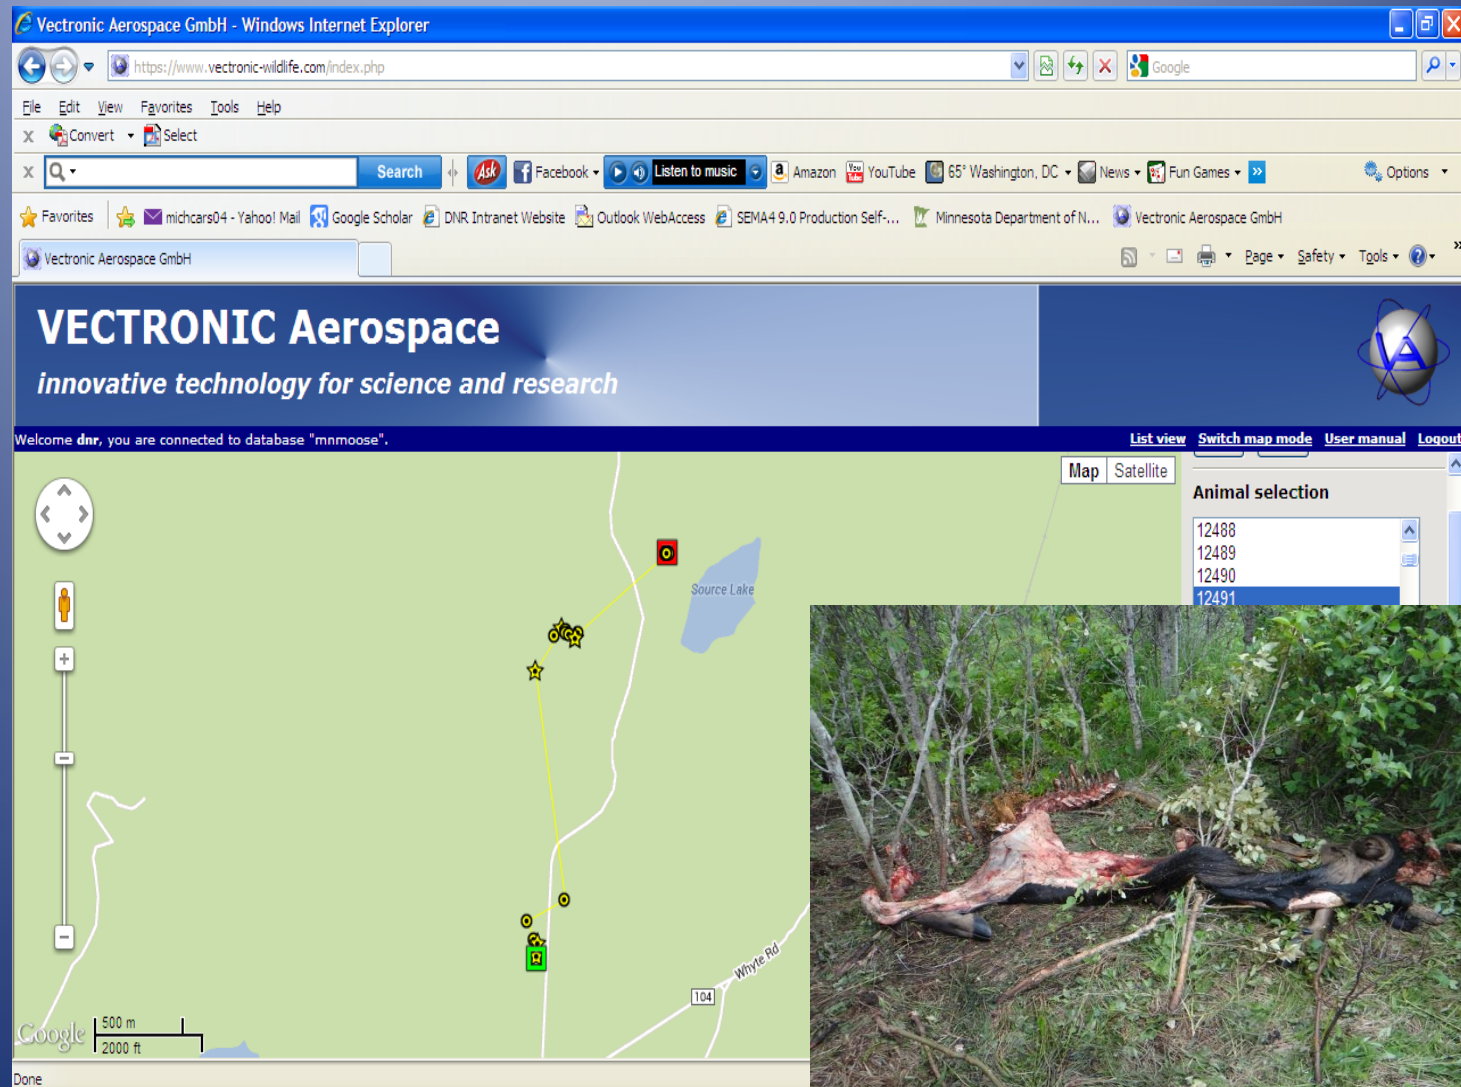 Vectronic Aerospace GmbH - Windows Internet Explorer
https://www.vectronic-wildlife.com/index.php
Google
File Edit View Favorites Tools Help
x Convert Select
x Search Ask Facebook Listen to music a Amazon You Tube YouTube 65° Washington, DC News Fun Games » Options
Favorites michcars04 - Yahoo! Mail Google Scholar DNR Intranet Website Outlook WebAccess SEMA4 9.0 Production Self-... Minnesota Department of N... Vectronic Aerospace GmbH
Vectronic Aerospace GmbH Page Safety Tools »
VECTRONIC Aerospace
innovative technology for science and research
VA
Welcome dnr, you are connected to database "mnmoose". List view Switch map mode User manual Logout
Map Satellite
Animal selection
12488
12489
12490
12491
Source Lake
Whyte Rd
104
Google
500 m
2000 ft
Done